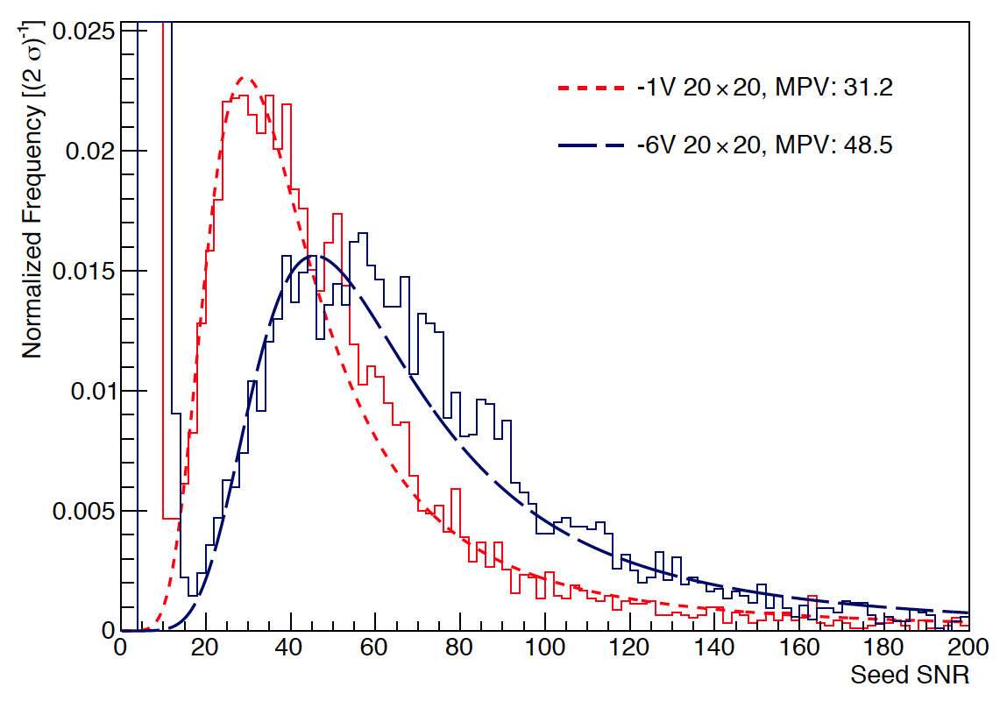 Normalized Frequency [(2 σ)⁻¹]
0.025
0.02
0.015
0.01
0.005
0
-1V 20×20, MPV: 31.2
-6V 20×20, MPV: 48.5
0 20 40 60 80 100 120 140 160 180 200
Seed SNR